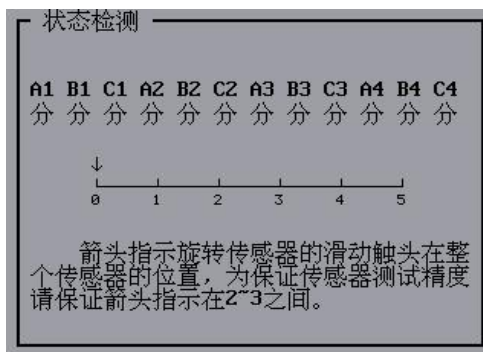 状态检测
A1 B1 C1 A2 B2 C2 A3 B3 C3 A4 B4 C4
分 分 分 分 分 分 分 分 分 分 分 分
↓
0 1 2 3 4 5
箭头指示旋转传感器的滑动触头在整
个传感器的位置，为保证传感器测试精度
请保证箭头指示在2~3之间。